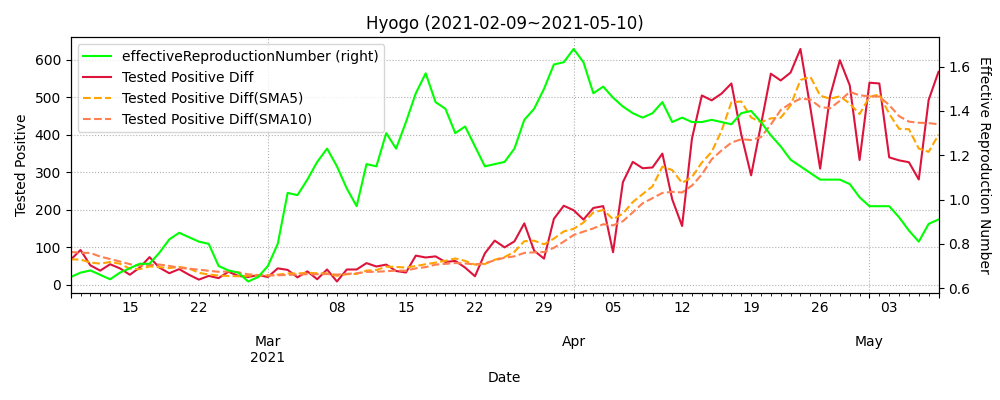 Hyogo (2021-02-09~2021-05-10)
effectiveReproductionNumber (right)
Tested Positive Diff
Tested Positive Diff(SMA5)
Tested Positive Diff(SMA10)
Tested Positive
600
500
400
300
200
100
0
1.6
1.4
1.2
1.0
0.8
0.6
Effective Reproduction Number
15 22 08 15 22 29 05 12 19 26 03
Mar Apr May
2021
Date